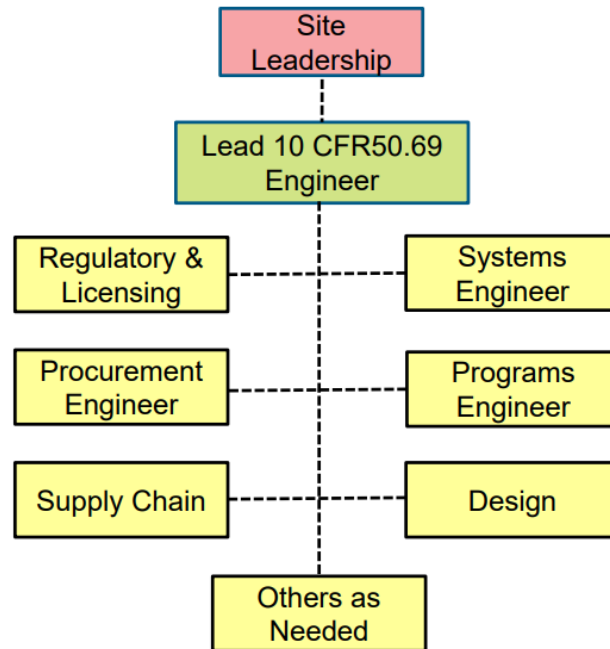 Site
Leadership
Lead 10 CFR50.69
Engineer
Regulatory &
Licensing
Systems
Engineer
Procurement
Engineer
Programs
Engineer
Supply Chain
Design
Others as
Needed